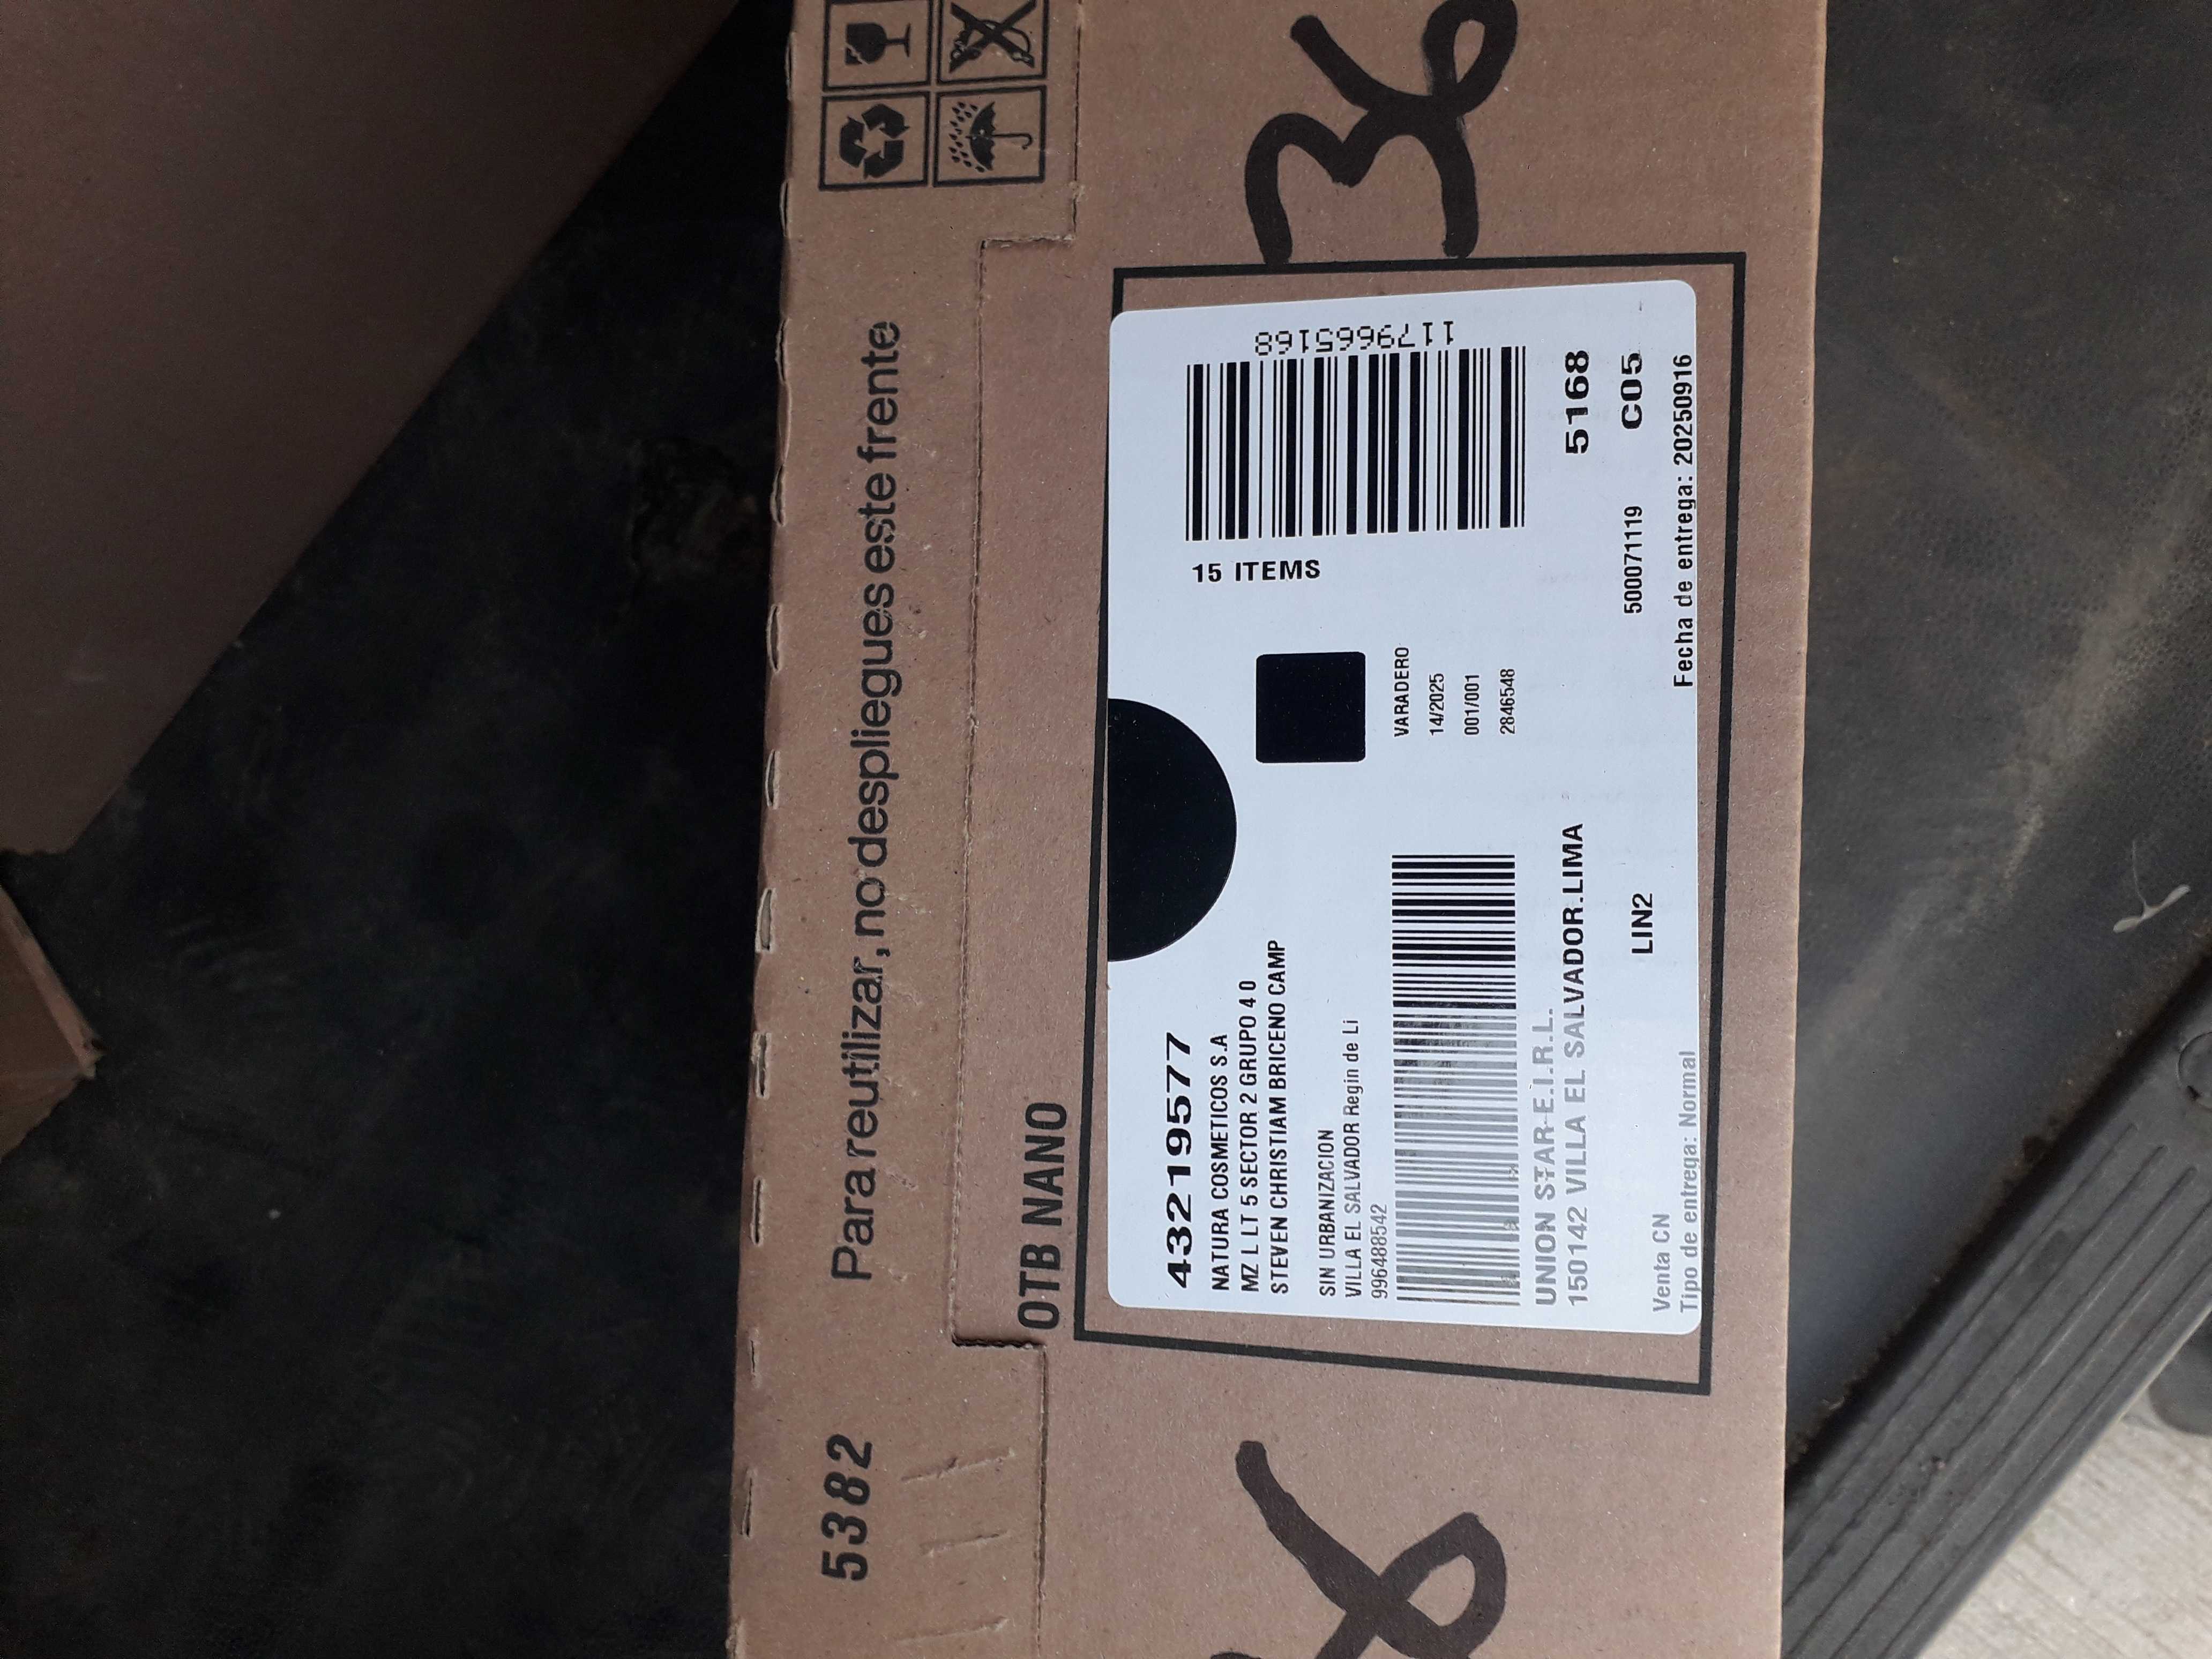 5382
Para reutilizar, no despliegues este frente
OTB NANO
43219577
NATURA COSMETICOS S.A
MZ L LT 5 SECTOR 2 GRUPO 4 0
STEVEN CHRISTIAM BRICENO CAMP
SIN URBANIZACION
VILLA EL SALVADOR Regin de Li
996488542
UNION STAR E.I.R.L.
150142 VILLA EL SALVADOR.LIMA
LIN2
Venta CN
Tipo de entrega: Normal
15 ITEMS
1179665168
VARADERO
14/2025
001/001
2846548
5168
500071119
C05
Fecha de entrega: 20250916
36